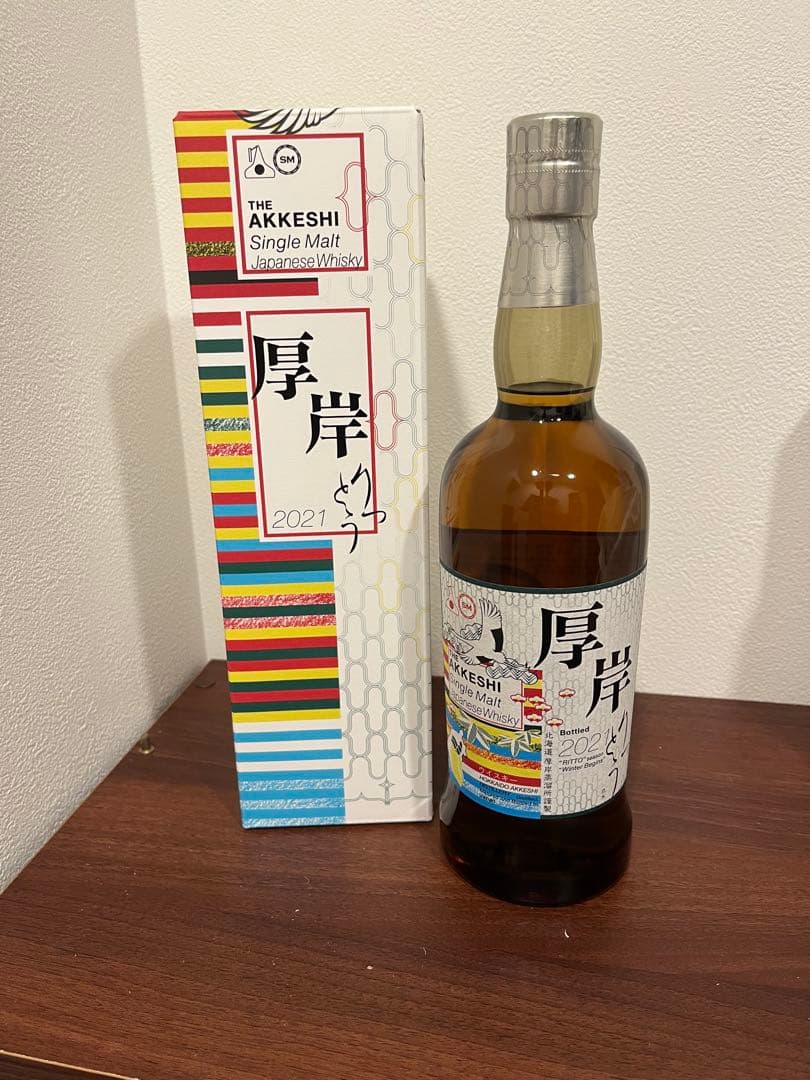 SM
THE
AKKESHI
Single Malt
Japanese Whisky
厚岸
りっとう
2021
SM
THE
AKKESHI
Single Malt
Japanese Whisky
厚岸
りっとう
Bottled
2021
"RITTO" season
"Winter Begins"
北海道厚岸蒸溜所謹製
ウイスキー
HOKKAIDO AKKESHI